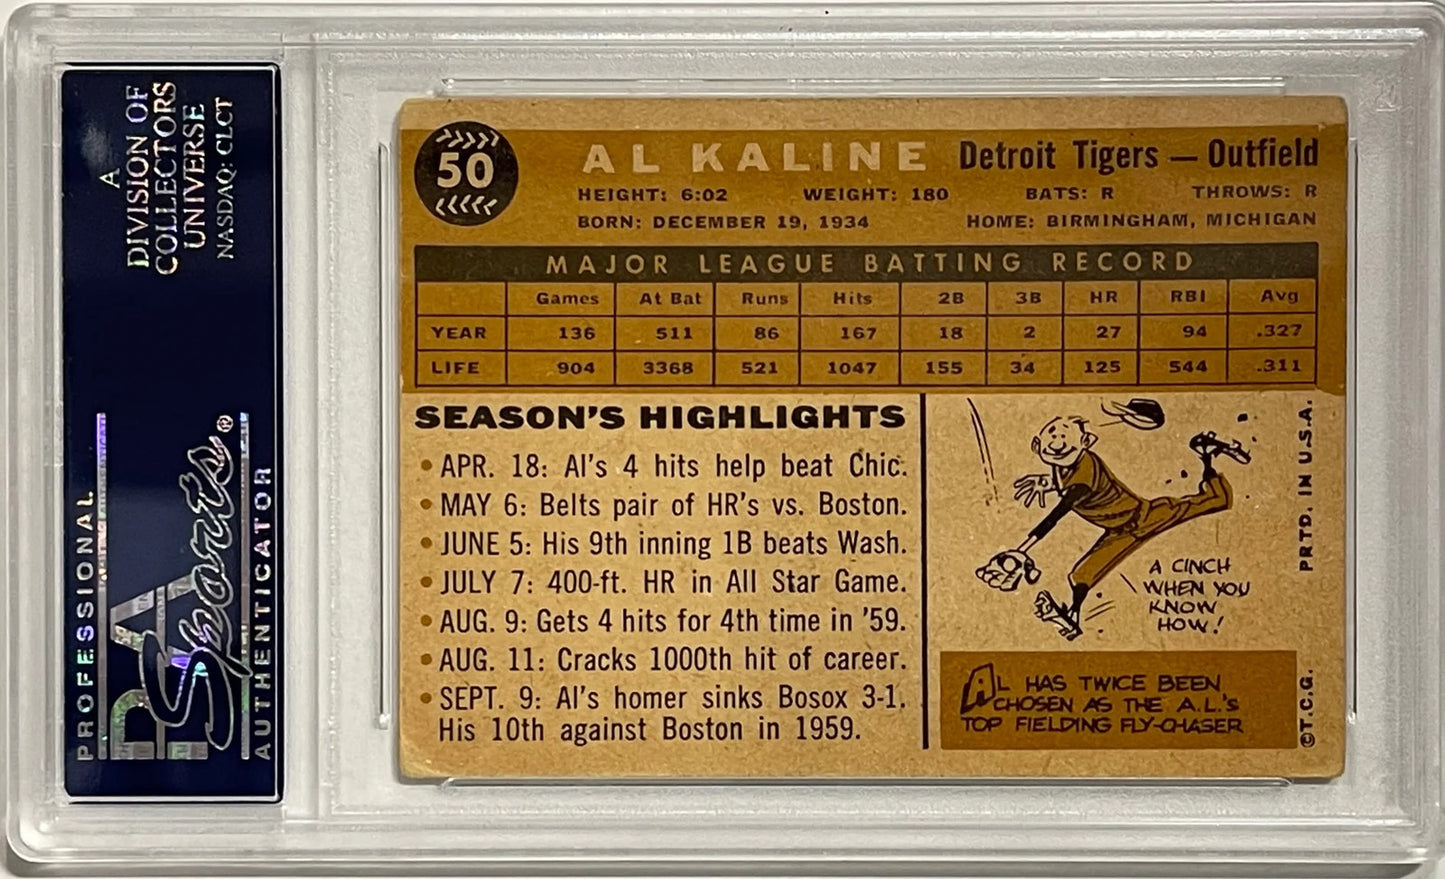 A
DIVISION OF
COLLECTORS
UNIVERSE
NASDAQ: CLCT
PROFESSIONAL
PSA
Sports®
AUTHENTICATOR
50
AL KALINE Detroit Tigers — Outfield
HEIGHT: 6:02 WEIGHT: 180 BATS: R THROWS: R
BORN: DECEMBER 19, 1934 HOME: BIRMINGHAM, MICHIGAN
MAJOR LEAGUE BATTING RECORD
Games At Bat Runs Hits 2B 3B HR RBI Avg
YEAR 136 511 86 167 18 2 27 94 .327
LIFE 904 3368 521 1047 155 34 125 544 .311
SEASON'S HIGHLIGHTS
• APR. 18: Al's 4 hits help beat Chic.
• MAY 6: Belts pair of HR's vs. Boston.
• JUNE 5: His 9th inning 1B beats Wash.
• JULY 7: 400-ft. HR in All Star Game.
• AUG. 9: Gets 4 hits for 4th time in '59.
• AUG. 11: Cracks 1000th hit of career.
• SEPT. 9: Al's homer sinks Bosox 3-1.
His 10th against Boston in 1959.
A CINCH
WHEN YOU
KNOW
HOW!
AL HAS TWICE BEEN
CHOSEN AS THE A.L.'s
TOP FIELDING FLY-CHASER
©T.C.G. PRTD. IN U.S.A.